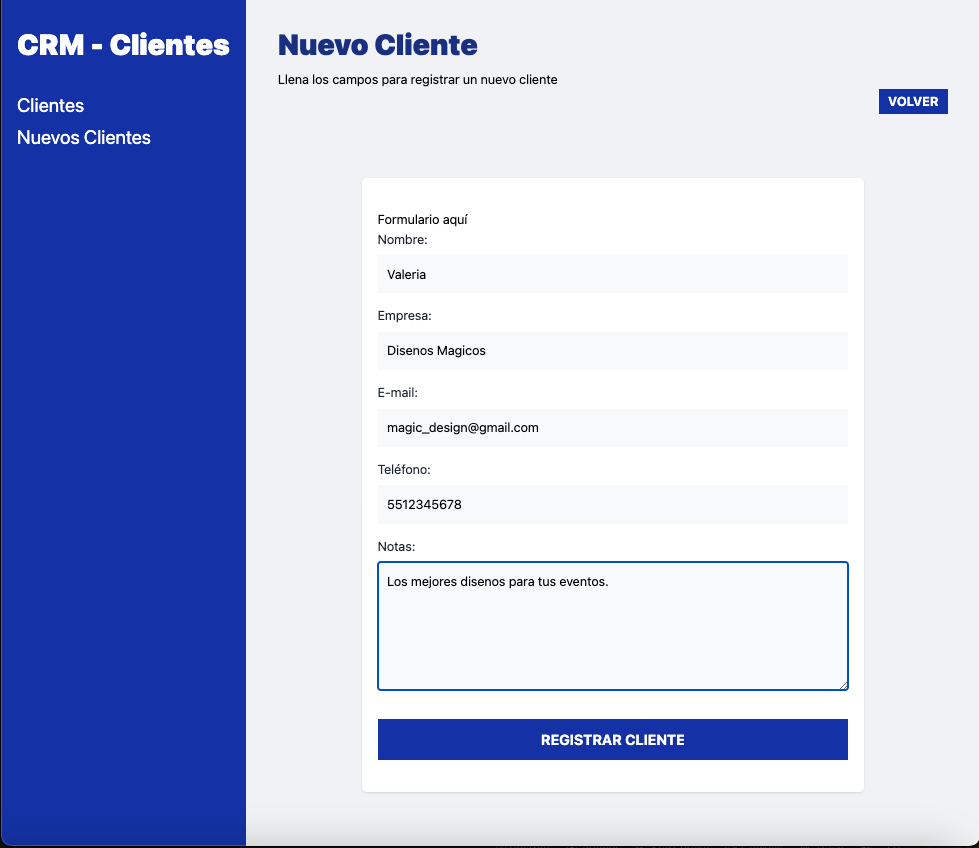 CRM - Clientes
Clientes
Nuevos Clientes
Nuevo Cliente
Llena los campos para registrar un nuevo cliente
VOLVER
Formulario aquí
Nombre:
Valeria
Empresa:
Disenos Magicos
E-mail:
magic_design@gmail.com
Teléfono:
5512345678
Notas:
Los mejores disenos para tus eventos.
REGISTRAR CLIENTE